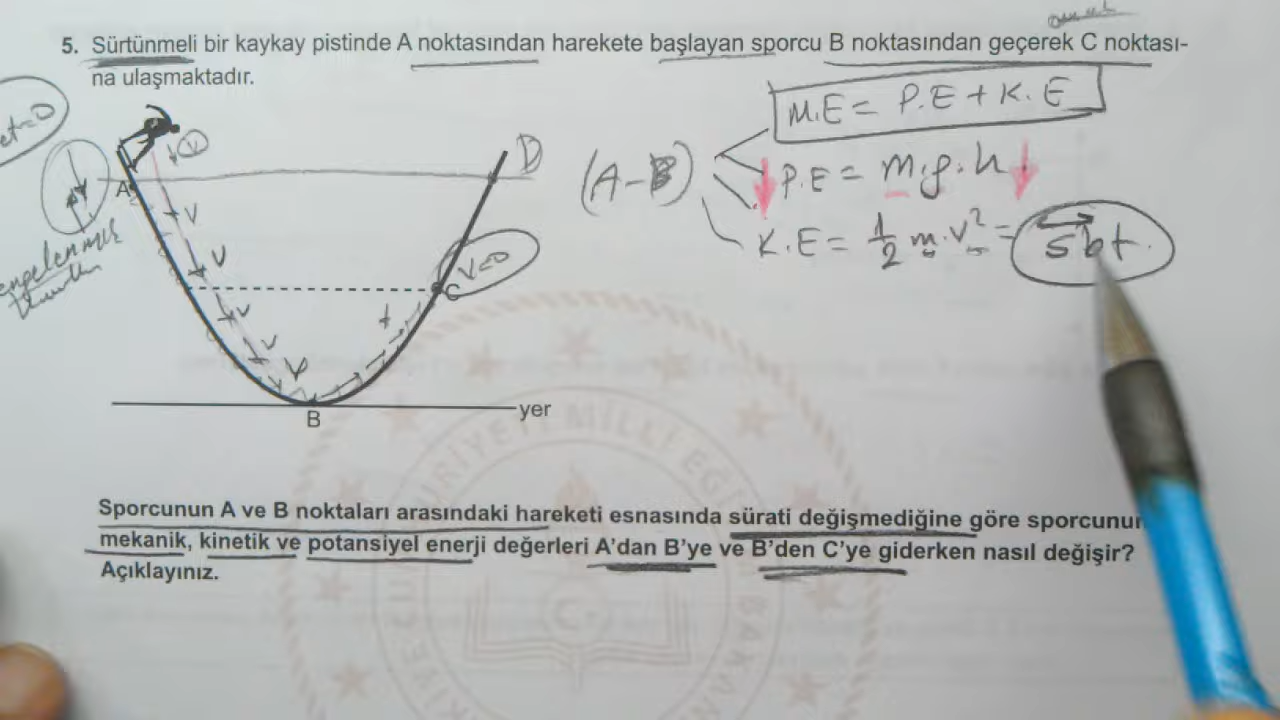 5. Sürtünmeli bir kaykay pistinde A noktasından harekete başlayan sporcu B noktasından geçerek C noktası-
na ulaşmaktadır.
M.E = P.E + K.E
(A-B)
P.E = m.g.h
K.E = 1/2 m.v² = sbt.
et=0
V
D
A
V
V
V=0
C
V
V
V
B
yer
Sporcunun A ve B noktaları arasındaki hareketi esnasında sürati değişmediğine göre sporcunun
mekanik, kinetik ve potansiyel enerji değerleri A'dan B'ye ve B'den C'ye giderken nasıl değişir?
Açıklayınız.